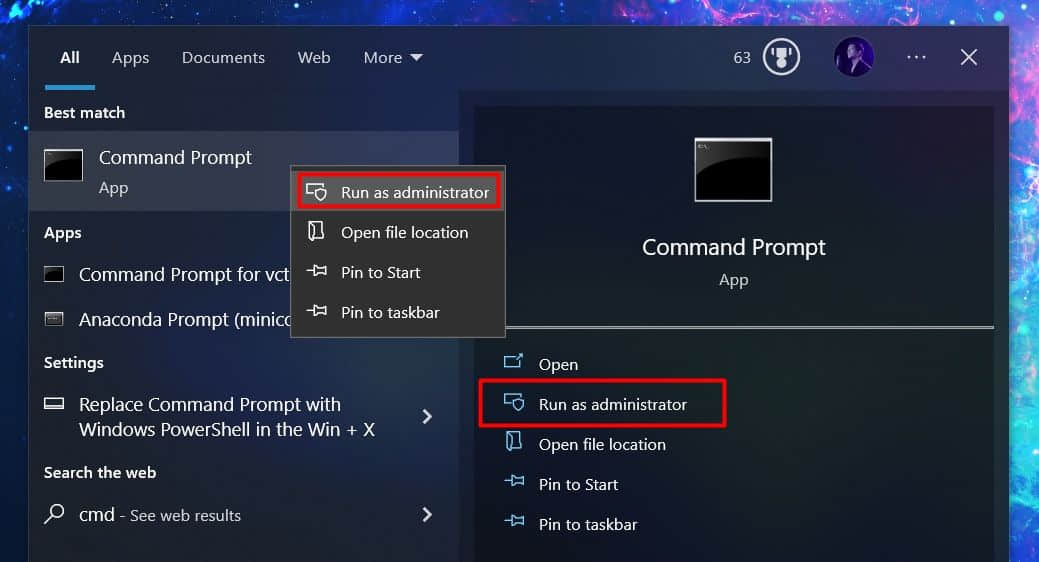 All
Apps
Documents
Web
More
63
Best match
Command Prompt
App
Apps
Command Prompt for vct
Anaconda Prompt (minico
Settings
Replace Command Prompt with
Windows PowerShell in the Win + X
Search the web
cmd - See web results
Run as administrator
Open file location
Pin to Start
Pin to taskbar
Command Prompt
App
Open
Run as administrator
Open file location
Pin to Start
Pin to taskbar